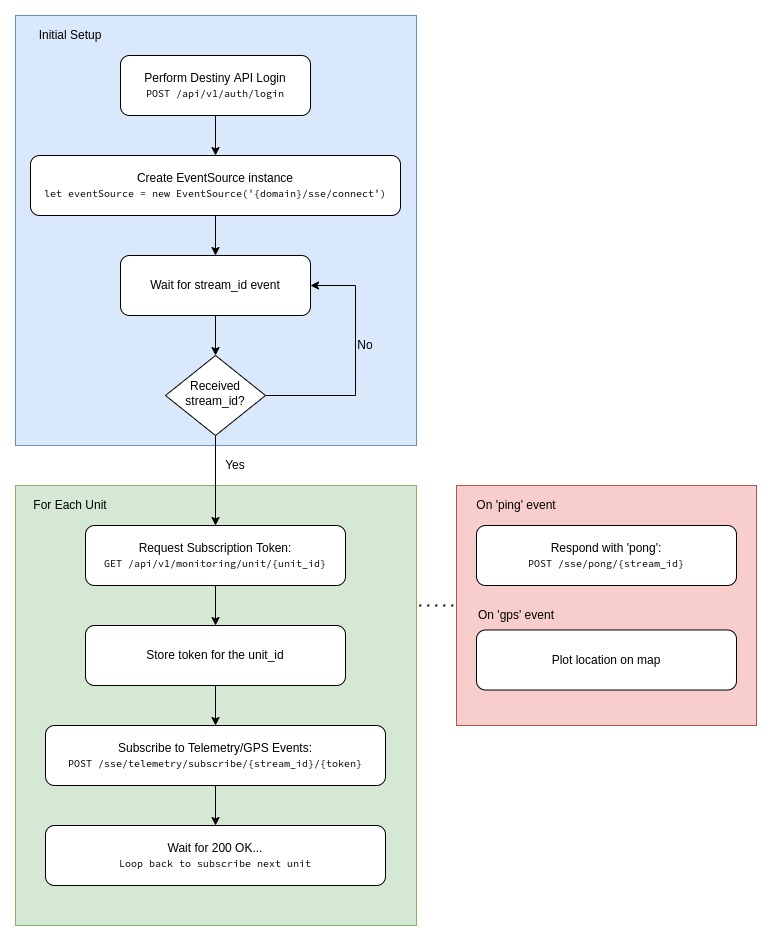 Initial Setup
Perform Destiny API Login
POST /api/v1/auth/login
Create EventSource instance
let eventSource = new EventSource('{domain}/sse/connect')
Wait for stream_id event
No
Received
stream_id?
Yes
For Each Unit
Request Subscription Token:
GET /api/v1/monitoring/unit/{unit_id}
Store token for the unit_id
Subscribe to Telemetry/GPS Events:
POST /sse/telemetry/subscribe/{stream_id}/{token}
Wait for 200 OK...
Loop back to subscribe next unit
On 'ping' event
Respond with 'pong':
POST /sse/pong/{stream_id}
On 'gps' event
Plot location on map